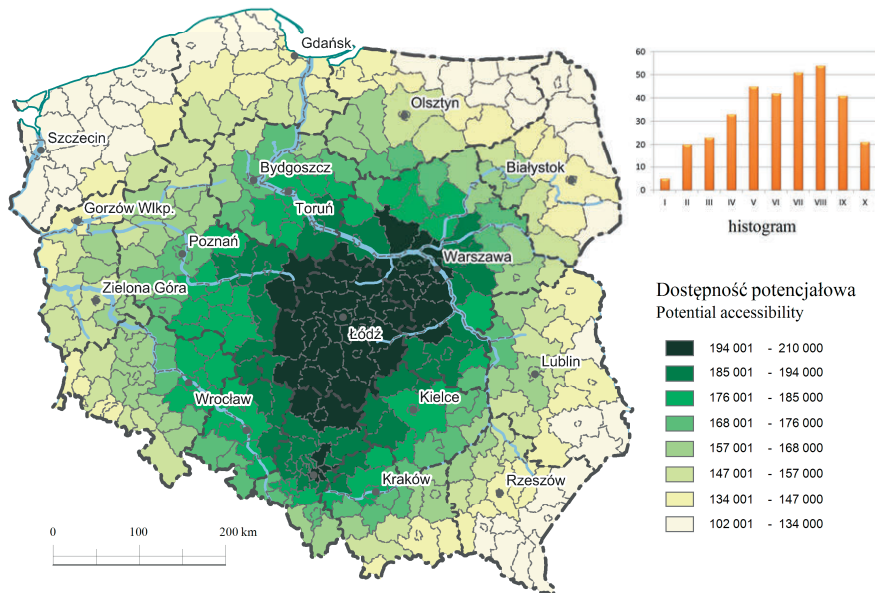 Gdańsk
Olsztyn
Szczecin
Bydgoszcz
Białystok
Toruń
Gorzów Wlkp.
Poznań
Warszawa
Zielona Góra
Łódź
Lublin
Wrocław
Kielce
Kraków
Rzeszów
0 100 200 km
60
50
40
30
20
10
0
I II III IV V VI VII VIII IX X
histogram
Dostępność potencjałowa
Potential accessibility
194 001 - 210 000
185 001 - 194 000
176 001 - 185 000
168 001 - 176 000
157 001 - 168 000
147 001 - 157 000
134 001 - 147 000
102 001 - 134 000